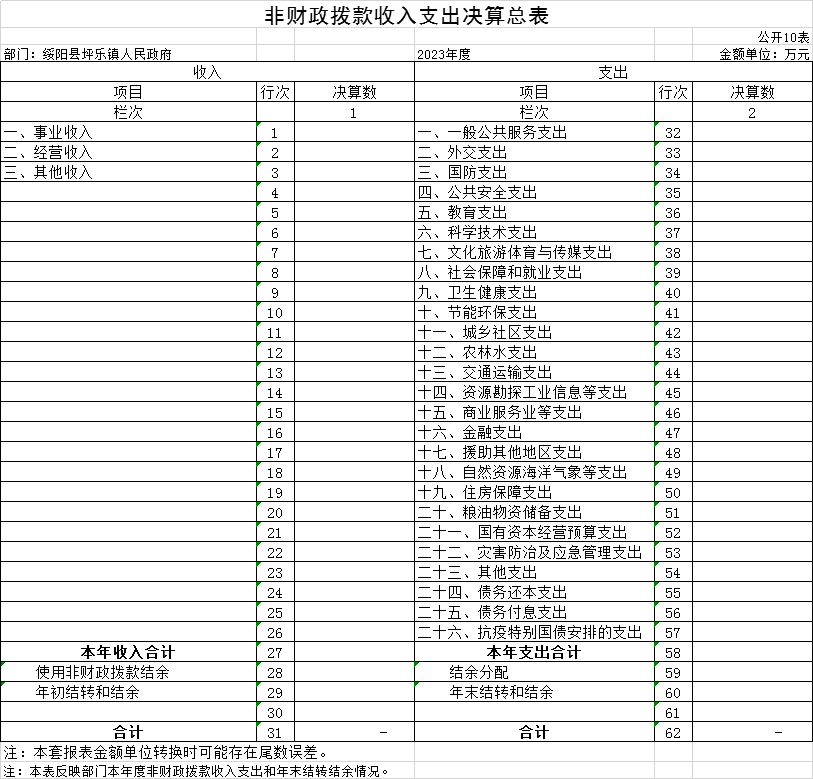 非财政拨款收入支出决算总表
公开10表
部门：绥阳县坪乐镇人民政府 2023年度 金额单位：万元
收入 支出
项目 行次 决算数 项目 行次 决算数
栏次 1 栏次 2
一、事业收入 1 一、一般公共服务支出 32
二、经营收入 2 二、外交支出 33
三、其他收入 3 三、国防支出 34
4 四、公共安全支出 35
5 五、教育支出 36
6 六、科学技术支出 37
7 七、文化旅游体育与传媒支出 38
8 八、社会保障和就业支出 39
9 九、卫生健康支出 40
10 十、节能环保支出 41
11 十一、城乡社区支出 42
12 十二、农林水支出 43
13 十三、交通运输支出 44
14 十四、资源勘探工业信息等支出 45
15 十五、商业服务业等支出 46
16 十六、金融支出 47
17 十七、援助其他地区支出 48
18 十八、自然资源海洋气象等支出 49
19 十九、住房保障支出 50
20 二十、粮油物资储备支出 51
21 二十一、国有资本经营预算支出 52
22 二十二、灾害防治及应急管理支出 53
23 二十三、其他支出 54
24 二十四、债务还本支出 55
25 二十五、债务付息支出 56
26 二十六、抗疫特别国债安排的支出 57
本年收入合计 27 本年支出合计 58
使用非财政拨款结余 28 结余分配 59
年初结转和结余 29 年末结转和结余 60
30 61
合计 31 - 合计 62 -
注：本套报表金额单位转换时可能存在尾数误差。
注：本表反映部门本年度非财政拨款收入支出和年末结转结余情况。